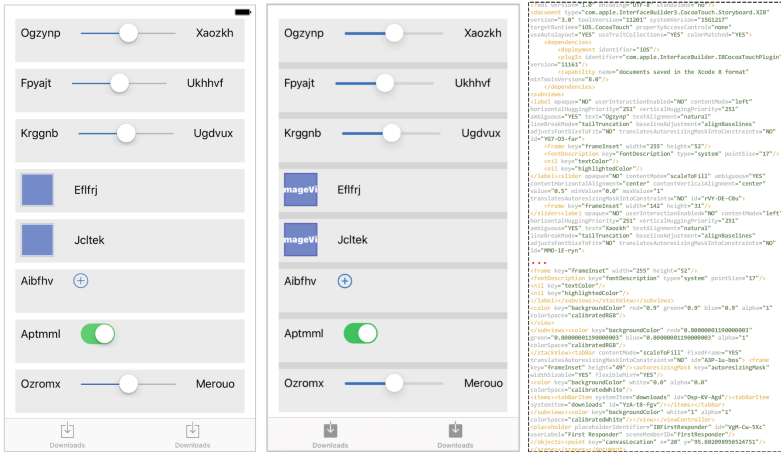 Ogzynp Xaozkh
Fpyajt Ukhhvf
Krggnb Ugdvux
Eflfrj
Jcltek
Aibfhv
Aptmml
Ozromx Merouo
Downloads Downloads
Ogzynp Xaozkh
Fpyajt Ukhhvf
Krggnb Ugdvux
mageVi Eflfrj
mageVi Jcltek
Aibfhv
Aptmml
Ozromx Merouo
Downloads Downloads
<document type="com.apple.InterfaceBuilder3.CocoaTouch.Storyboard.XIB"
version="3.0" toolsVersion="11201" systemVersion="15G1217"
targetRuntime="iOS.CocoaTouch" propertyAccessControl="none"
useAutolayout="YES" useTraitCollections="YES" colorMatched="YES">
<dependencies>
<deployment identifier="iOS"/>
<plugIn identifier="com.apple.InterfaceBuilder.IBCocoaTouchPlugin"
version="11161"/>
<capability name="documents saved in the Xcode 8 format"
minToolsVersion="8.0"/>
</dependencies>
<subviews>
<label opaque="NO" userInteractionEnabled="NO" contentMode="left"
horizontalHuggingPriority="251" verticalHuggingPriority="251"
ambiguous="YES" text="Ogzynp" textAlignment="natural"
lineBreakMode="tailTruncation" baselineAdjustment="alignBaselines"
adjustsFontSizeToFit="NO" translatesAutoresizingMaskIntoConstraints="NO"
id="YG7-O3-far">
<frame key="frameInset" width="255" height="52"/>
<fontDescription key="fontDescription" type="system" pointSize="17"/>
<nil key="textColor"/>
<nil key="highlightedColor"/>
</label><slider opaque="NO" contentMode="scaleToFill" ambiguous="YES"
contentHorizontalAlignment="center" contentVerticalAlignment="center"
value="0.5" minValue="0.0" maxValue="1"
translatesAutoresizingMaskIntoConstraints="NO" id="rVV-DE-CBu">
<frame key="frameInset" width="142" height="31"/>
</slider><label opaque="NO" userInteractionEnabled="NO" contentMode="left"
horizontalHuggingPriority="251" verticalHuggingPriority="251"
ambiguous="YES" text="Xaozkh" textAlignment="natural"
lineBreakMode="tailTruncation" baselineAdjustment="alignBaselines"
adjustsFontSizeToFit="NO" translatesAutoresizingMaskIntoConstraints="NO"
id="MMO-iE-ryn">
...
<frame key="frameInset" width="255" height="52"/>
<fontDescription key="fontDescription" type="system" pointSize="17"/>
<nil key="textColor"/>
<nil key="highlightedColor"/>
</label></subviews></stackView></subviews>
<color key="backgroundColor" red="0.9" green="0.9" blue="0.9" alpha="1"
colorSpace="calibratedRGB"/>
</view>
</subviews><color key="backgroundColor" red="0.80000001190000003"
green="0.80000001190000003" blue="0.80000001190000003" alpha="1"
colorSpace="calibratedRGB"/>
</stackView><tabBar contentMode="scaleToFill" fixedFrame="YES"
translatesAutoresizingMaskIntoConstraints="NO" id="A3P-1u-box"> <frame
key="frameInset" height="49"/><autoresizingMask key="autoresizingMask"
widthSizable="YES" flexibleMinY="YES"/>
<color key="backgroundColor" white="0.0" alpha="0.0"
colorSpace="calibratedWhite"/>
<items><tabBarItem systemItem="downloads" id="Dsp-KV-Agd"/><tabBarItem
systemItem="downloads" id="YzA-t8-Fgv"/></items></tabBar>
</subviews><color key="backgroundColor" white="1" alpha="1"
colorSpace="calibratedWhite"/></view></viewController>
<placeholder placeholderIdentifier="IBFirstResponder" id="VgM-Cw-SXc"
userLabel="First Responder" sceneMemberID="firstResponder"/>
</objects><point key="canvasLocation" x="20" y="95.802098950524751"/>